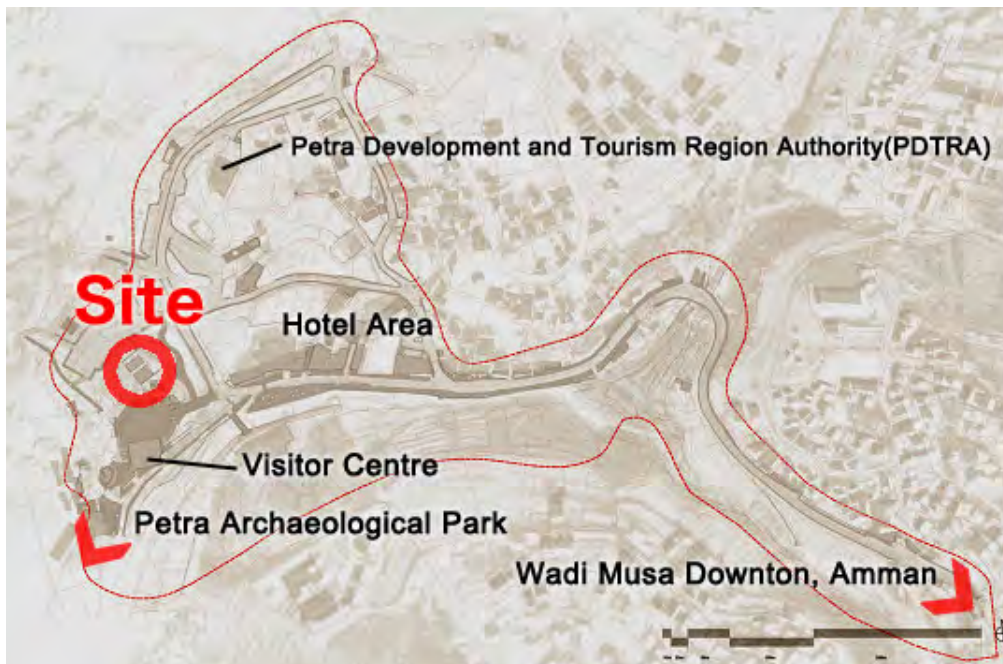 Petra Development and Tourism Region Authority(PDTRA)
Site
Hotel Area
Visitor Centre
Petra Archaeological Park
Wadi Musa Downton, Amman